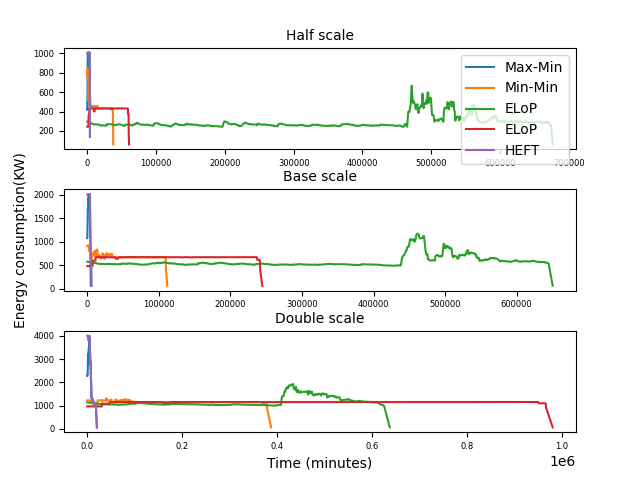 Half scale
1000
800
600
400
200
0 100000 200000 300000 400000 500000 600000 700000
Max-Min
Min-Min
ELoP
ELoP
HEFT
Base scale
2000
1500
1000
500
0
0 100000 200000 300000 400000 500000 600000
Energy consumption(KW)
Double scale
4000
3000
2000
1000
0
0.0 0.2 0.4 0.6 0.8 1.0
1e6
Time (minutes)